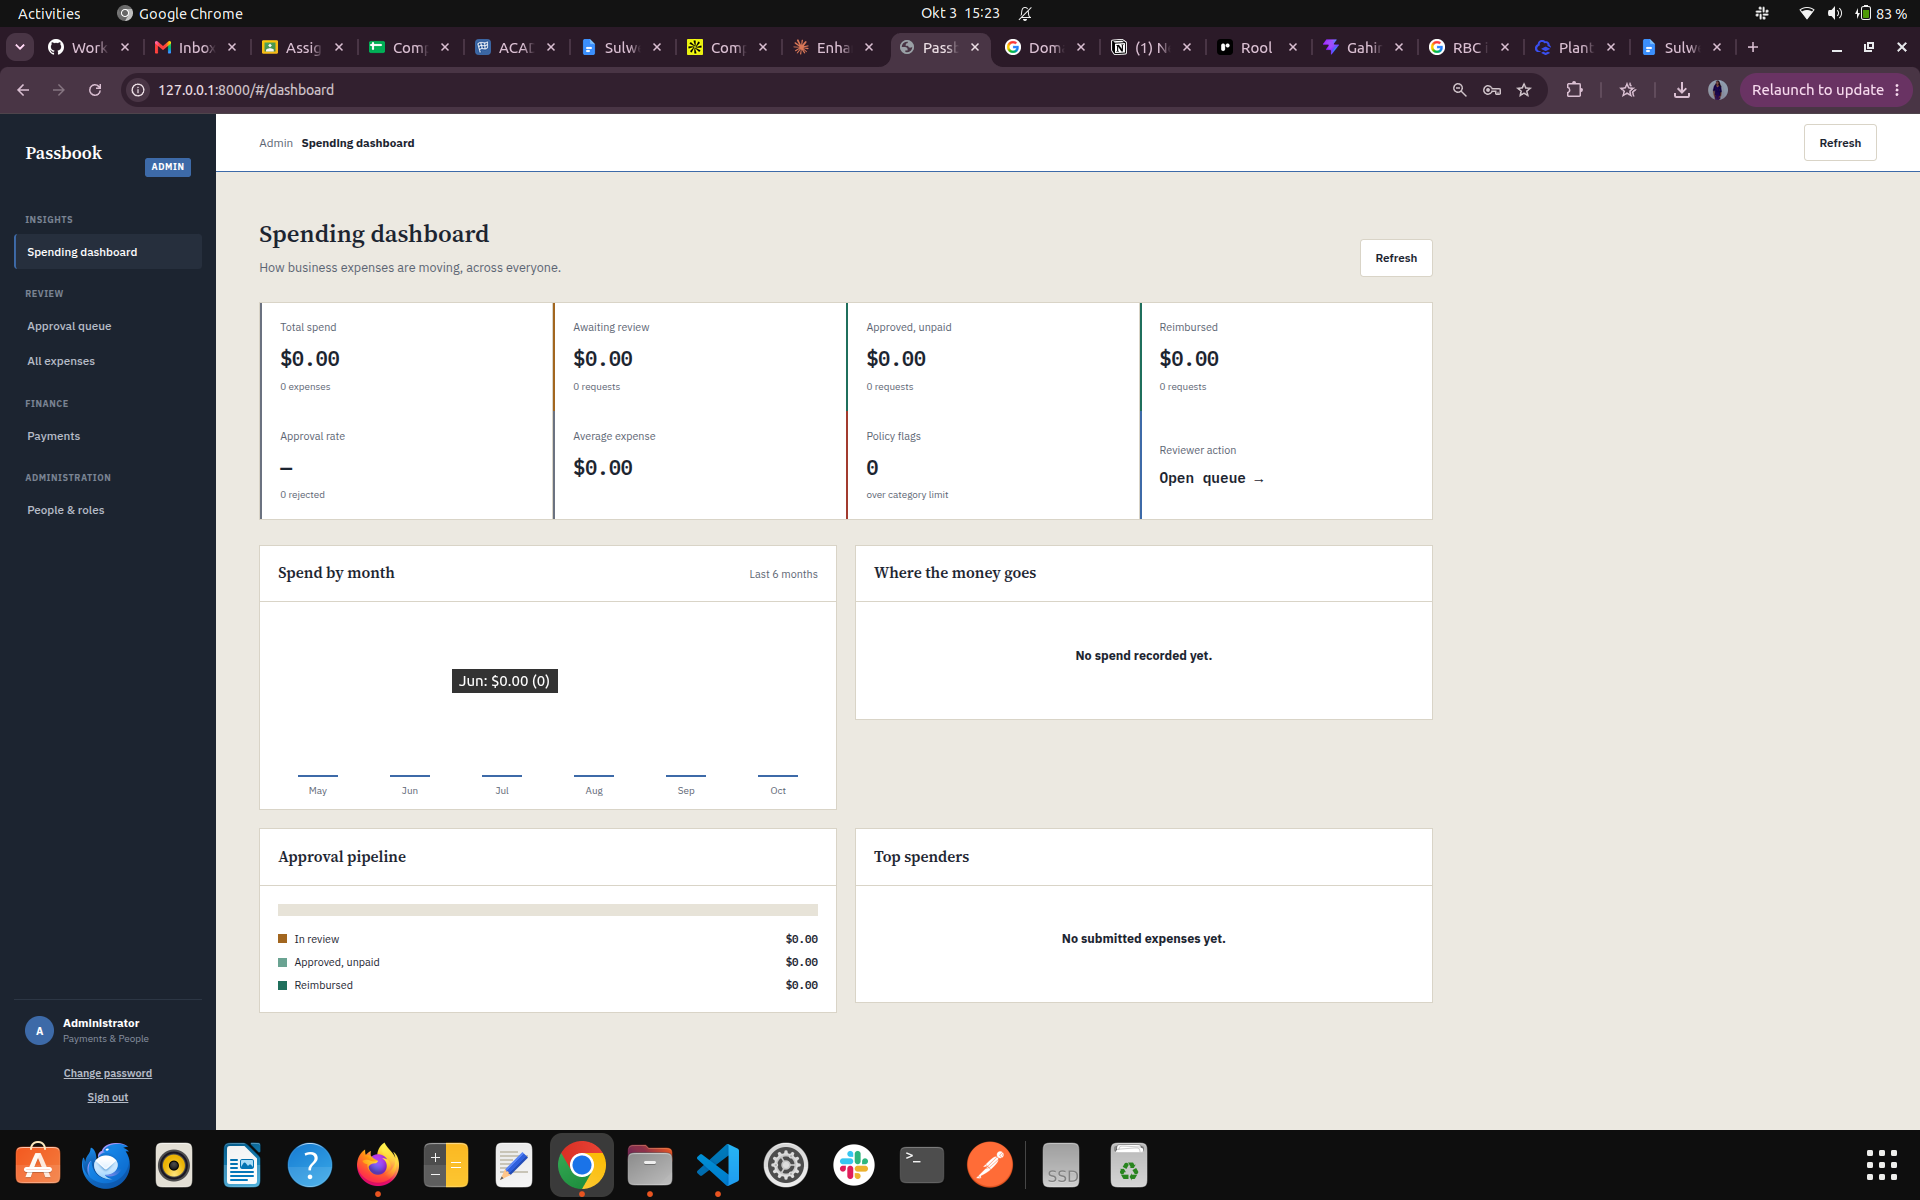 Activities
Google Chrome
Okt 3 15:23
83 %
Work
Inbox
Assig
Comp
ACAD
Sulw
Comp
Enha
Passb
Dom
(1) N
Rool
Gahi
RBC i
Plant
Sulw
127.0.0.1:8000/#/dashboard
Relaunch to update
Passbook
ADMIN
INSIGHTS
Spending dashboard
REVIEW
Approval queue
All expenses
FINANCE
Payments
ADMINISTRATION
People & roles
A
Administrator
Payments & People
Change password
Sign out
Admin Spending dashboard
Refresh
Spending dashboard
How business expenses are moving, across everyone.
Refresh
Total spend
$0.00
0 expenses
Awaiting review
$0.00
0 requests
Approved, unpaid
$0.00
0 requests
Reimbursed
$0.00
0 requests
Approval rate
—
0 rejected
Average expense
$0.00
Policy flags
0
over category limit
Reviewer action
Open queue →
Spend by month
Last 6 months
Jun: $0.00 (0)
May
Jun
Jul
Aug
Sep
Oct
Where the money goes
No spend recorded yet.
Approval pipeline
In review $0.00
Approved, unpaid $0.00
Reimbursed $0.00
Top spenders
No submitted expenses yet.
SSD